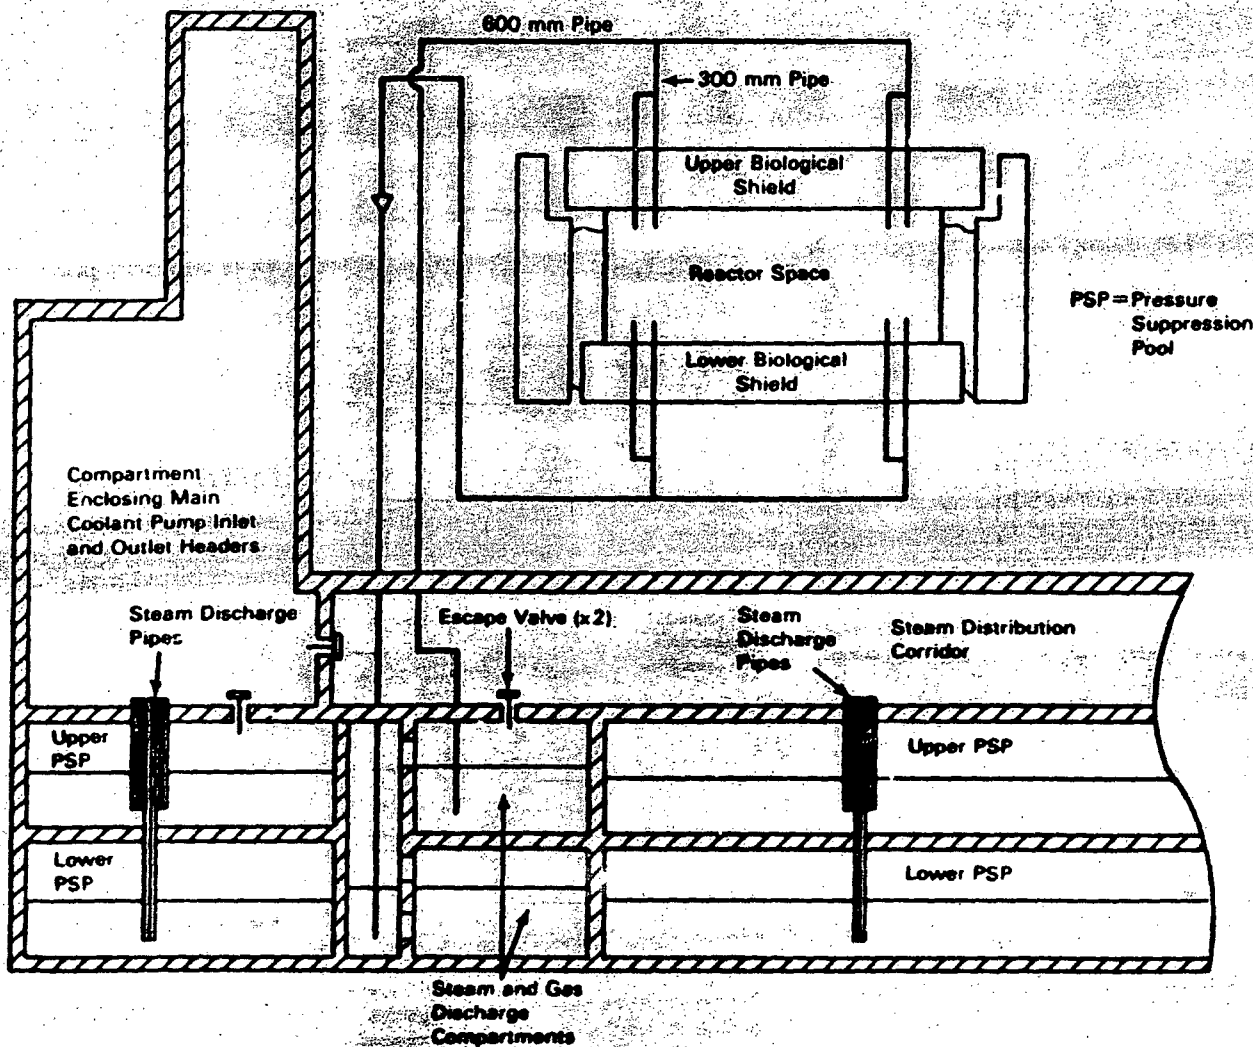 600 mm Pipe
300 mm Pipe
Upper Biological
Shield
Reactor Space
PSP = Pressure
Suppression
Pool
Lower Biological
Shield
Compartment
Enclosing Main
Coolant Pump Inlet
and Outlet Headers
Steam Discharge
Pipes
Escape Valve (x2)
Steam
Discharge
Pipes
Steam Distribution
Corridor
Upper
PSP
Upper PSP
Lower
PSP
Lower PSP
Steam and Gas
Discharge
Compartments